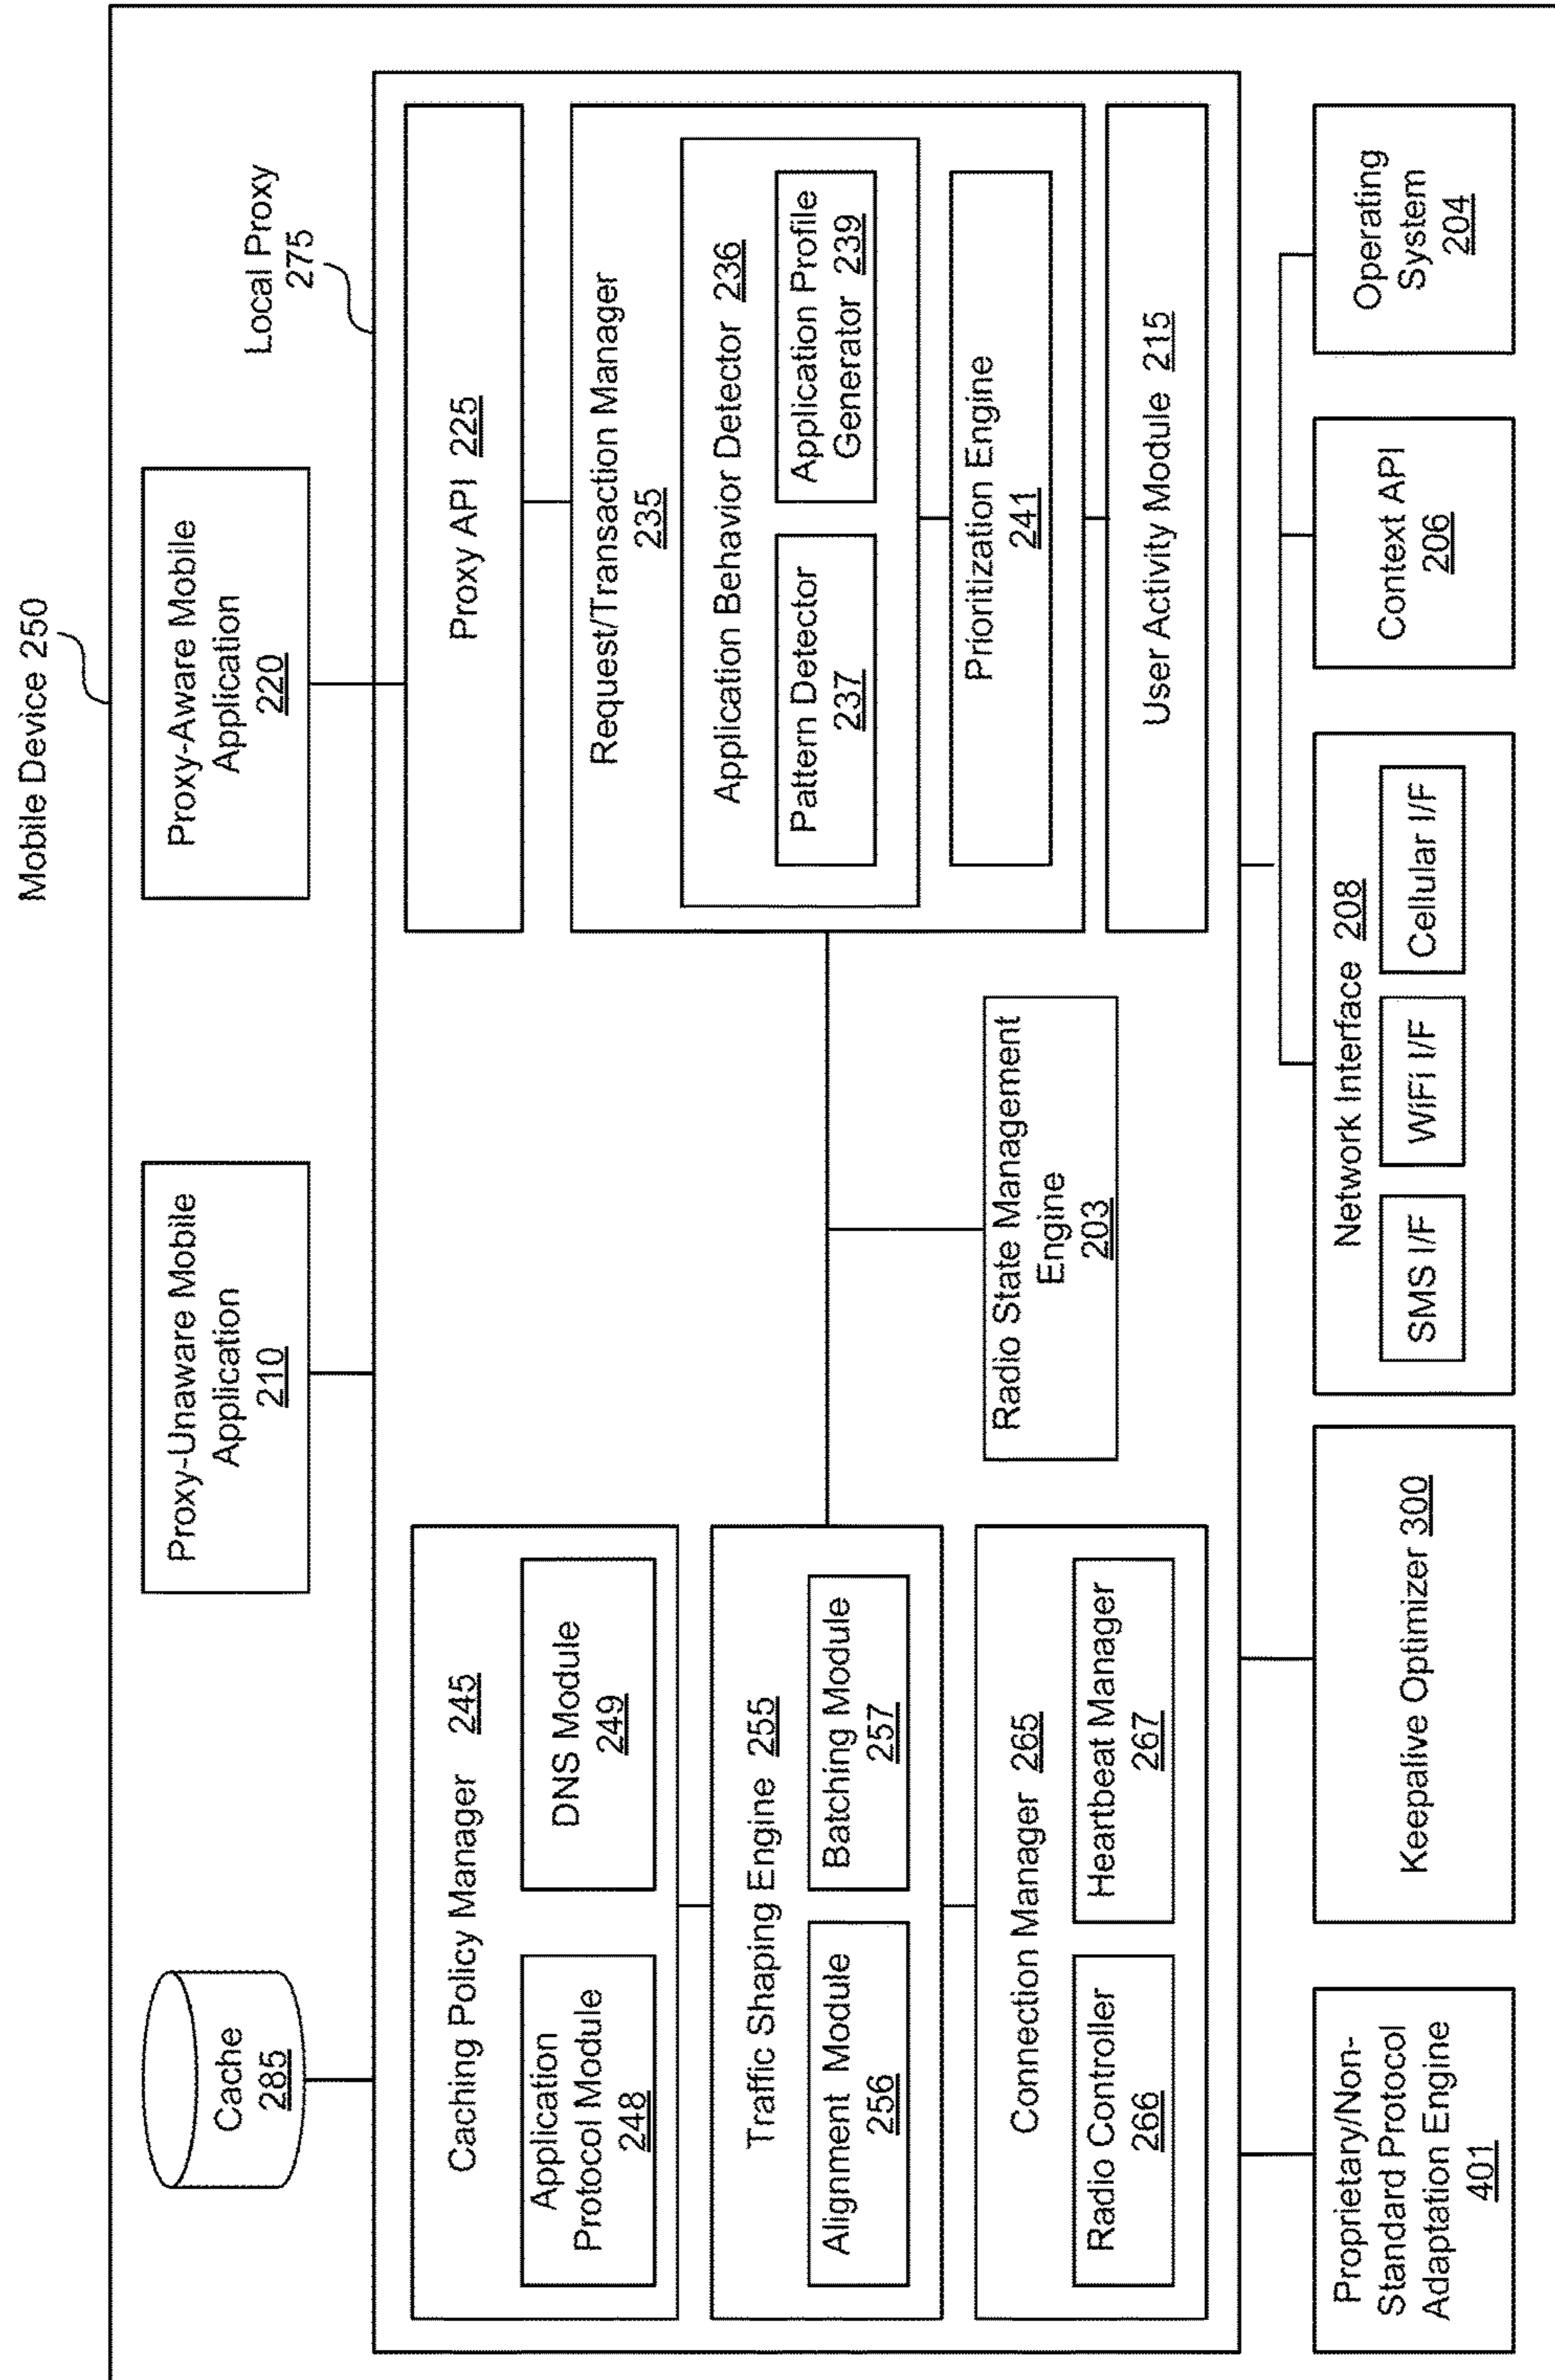 Mobile Device 250
Local Proxy
275
Cache
285
Proxy-Unaware Mobile
Application
210
Proxy-Aware Mobile
Application
220
Caching Policy Manager 245
Application
Protocol Module
248
DNS Module
249
Traffic Shaping Engine 255
Alignment Module
256
Batching Module
257
Connection Manager 265
Radio Controller
266
Heartbeat Manager
267
Radio State Management
Engine
203
Proxy API 225
Request/Transaction Manager
235
Application Behavior Detector 236
Pattern Detector
237
Application Profile
Generator 239
Prioritization Engine
241
User Activity Module 215
Proprietary/Non-
Standard Protocol
Adaptation Engine
401
Keepalive Optimizer 300
Network Interface 208
SMS I/F
WiFi I/F
Cellular I/F
Context API
206
Operating
System
204